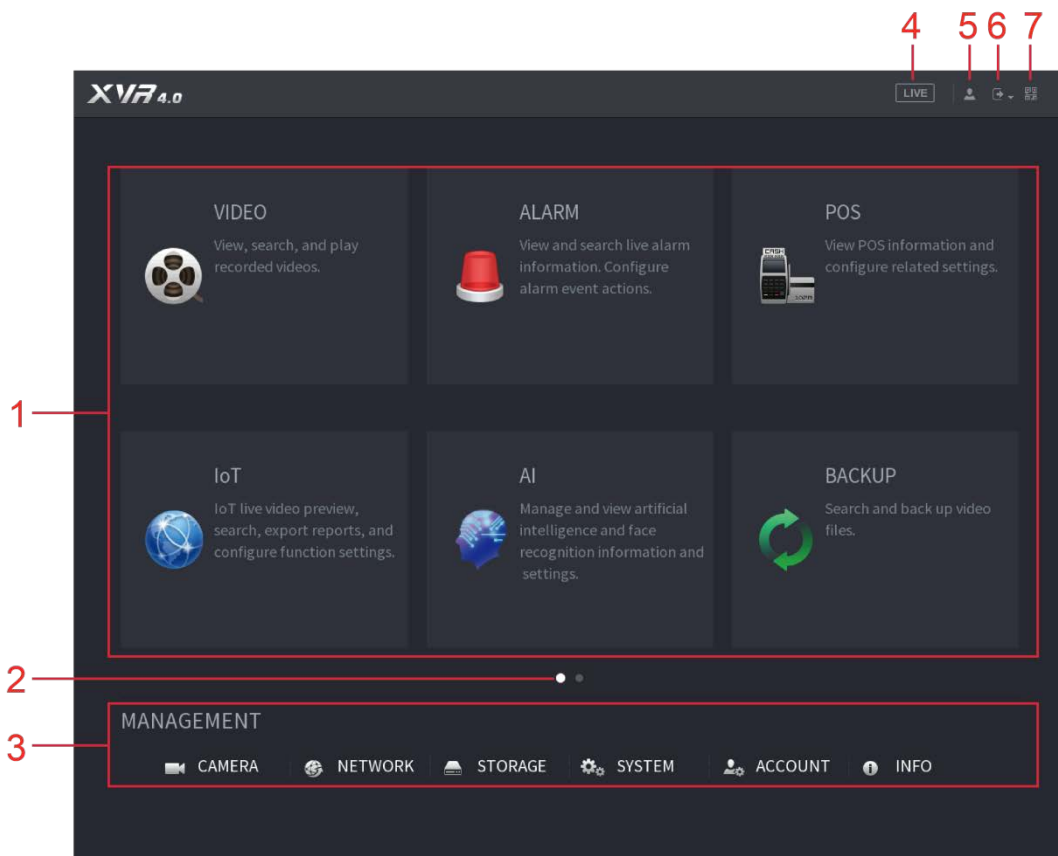 4 5 6 7
XVR 4.0
LIVE
VIDEO
View, search, and play
recorded videos.
ALARM
View and search live alarm
information. Configure
alarm event actions.
POS
View POS information and
configure related settings.
1
IoT
IoT live video preview,
search, export reports, and
configure function settings.
AI
Manage and view artificial
intelligence and face
recognition information and
settings.
BACKUP
Search and back up video
files.
2
MANAGEMENT
3
CAMERA NETWORK STORAGE SYSTEM ACCOUNT INFO